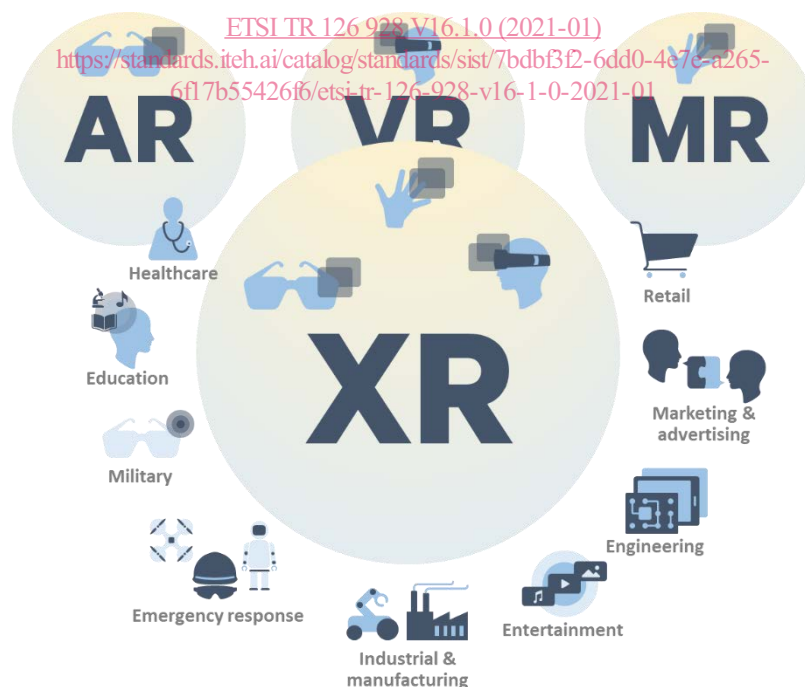 ETSI TR 126 928 V16.1.0 (2021-01)
https://standards.iteh.ai/catalog/standards/sist/7bdbf3f2-6dd0-4e7e-a265-
6f17b55426f6/etsi-tr-126-928-v16-1-0-2021-01
AR
VR
MR
XR
Healthcare
Education
Military
Emergency response
Industrial &
manufacturing
Entertainment
Engineering
Marketing &
advertising
Retail